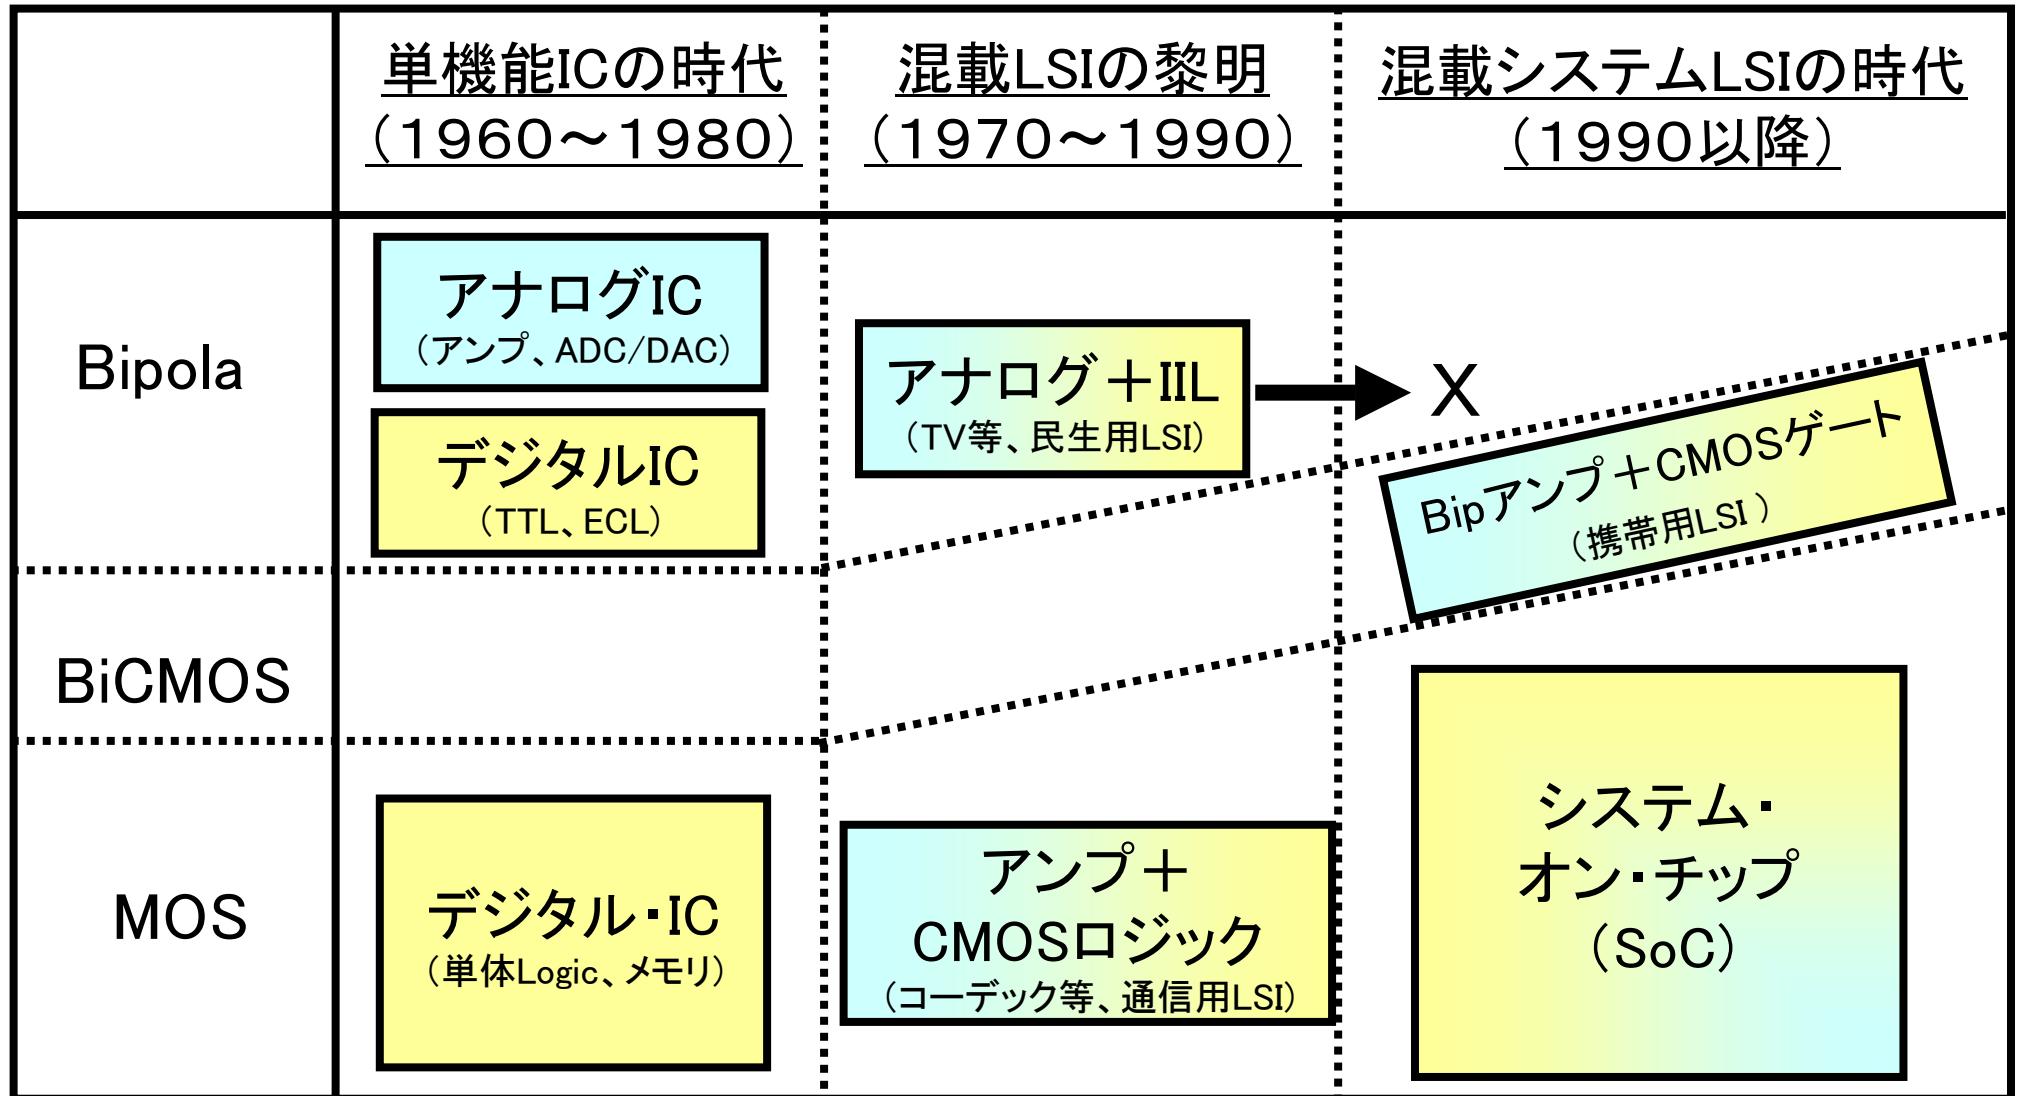 単機能ICの時代
（１９６０～１９８０）
混載LSIの黎明
（１９７０～１９９０）
混載システムLSIの時代
（１９９０以降）
Bipola
アナログIC
（アンプ、ADC/DAC）
デジタルIC
（TTL、ECL）
アナログ＋IIL
（TV等、民生用LSI）
X
Bipアンプ＋CMOSゲート
（携帯用LSI ）
BiCMOS
MOS
デジタル・IC
（単体Logic、メモリ）
アンプ＋
CMOSロジック
（コーデック等、通信用LSI）
システム・
オン・チップ
（SoC）